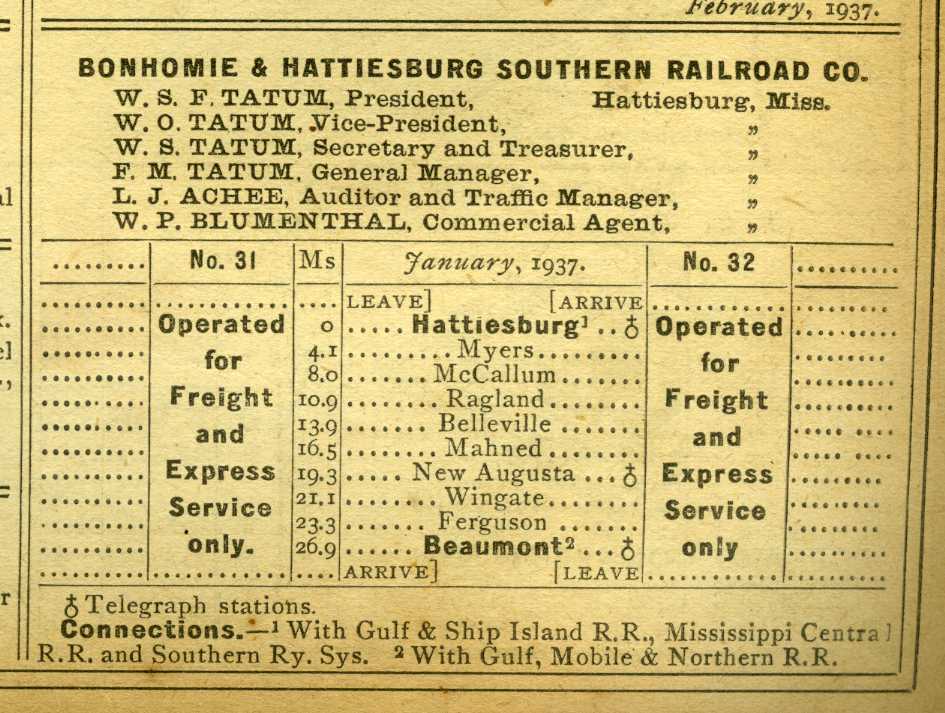 February, 1937.
BONHOMIE & HATTIESBURG SOUTHERN RAILROAD CO.
W. S. F. TATUM, President, Hattiesburg, Miss.
W. O. TATUM, Vice-President, „
W. S. TATUM, Secretary and Treasurer, „
F. M. TATUM, General Manager, „
L. J. ACHEE, Auditor and Traffic Manager, „
W. P. BLUMENTHAL, Commercial Agent, „
......... No. 31 Ms January, 1937. No. 32 ..........
LEAVE] [ARRIVE
Operated 0 ..... Hattiesburg¹ ..♁ Operated
4.1 ......... Myers.........
for 8.0 ....... McCallum ....... for
Freight 10.9 ........ Ragland ........ Freight
13.9 ........ Belleville .......
and 16.5 ....... Mahned ........ and
Express 19.3 ..... New Augusta ...♁ Express
21.1 ........ Wingate........
Service 23.3 ....... Ferguson ....... Service
only. 26.9 ...... Beaumont² ...♁ only
ARRIVE] [LEAVE
♁ Telegraph stations.
Connections.—¹ With Gulf & Ship Island R.R., Mississippi Central
R.R. and Southern Ry. Sys. ² With Gulf, Mobile & Northern R.R.